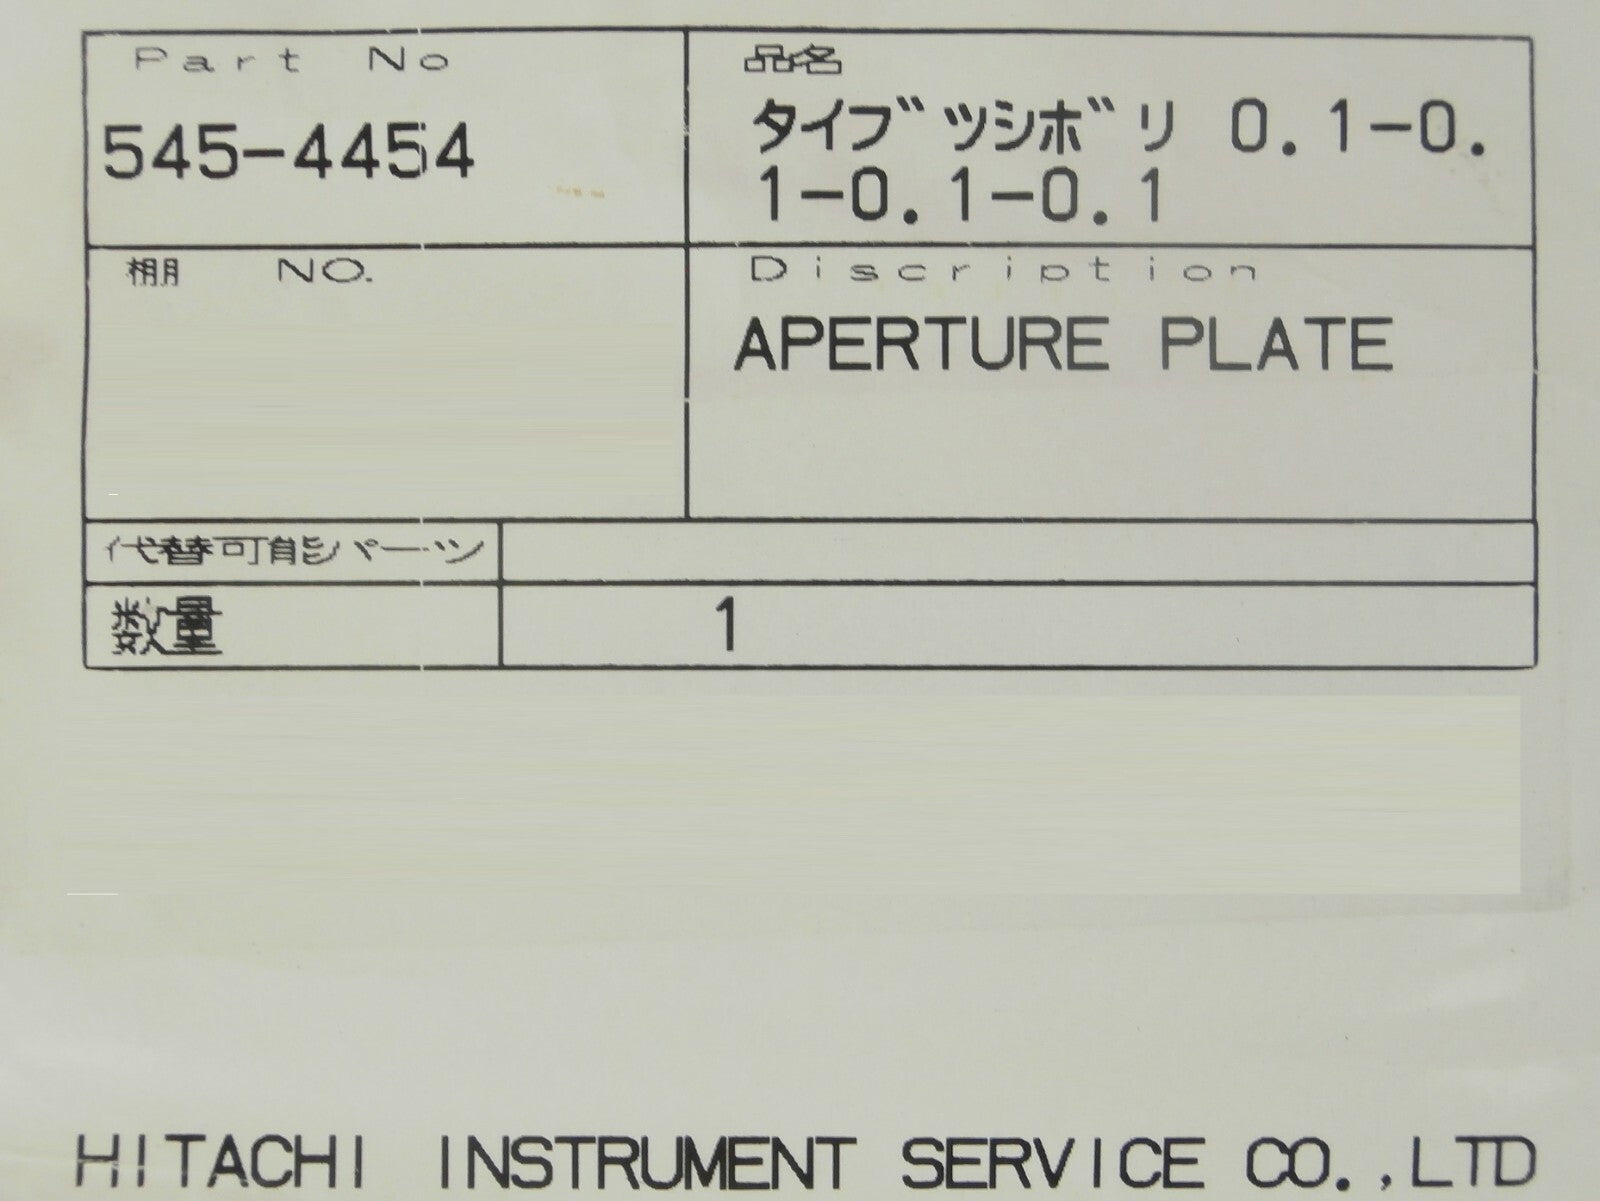 Part No
545-4454
品名
タイブツシボリ 0.1-0.
1-0.1-0.1
棚 NO.
Discription
APERTURE PLATE
代替可能パーツ
数量 1
HITACHI INSTRUMENT SERVICE CO.,LTD